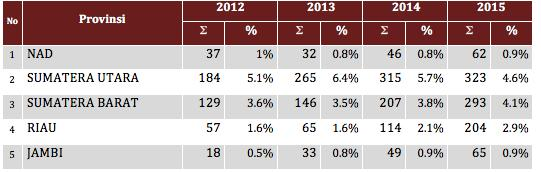 No Provinsi 2012 2013 2014 2015
Σ % Σ % Σ % Σ %
1 NAD 37 1% 32 0.8% 46 0.8% 62 0.9%
2 SUMATERA UTARA 184 5.1% 265 6.4% 315 5.7% 323 4.6%
3 SUMATERA BARAT 129 3.6% 146 3.5% 207 3.8% 293 4.1%
4 RIAU 57 1.6% 65 1.6% 114 2.1% 204 2.9%
5 JAMBI 18 0.5% 33 0.8% 49 0.9% 65 0.9%